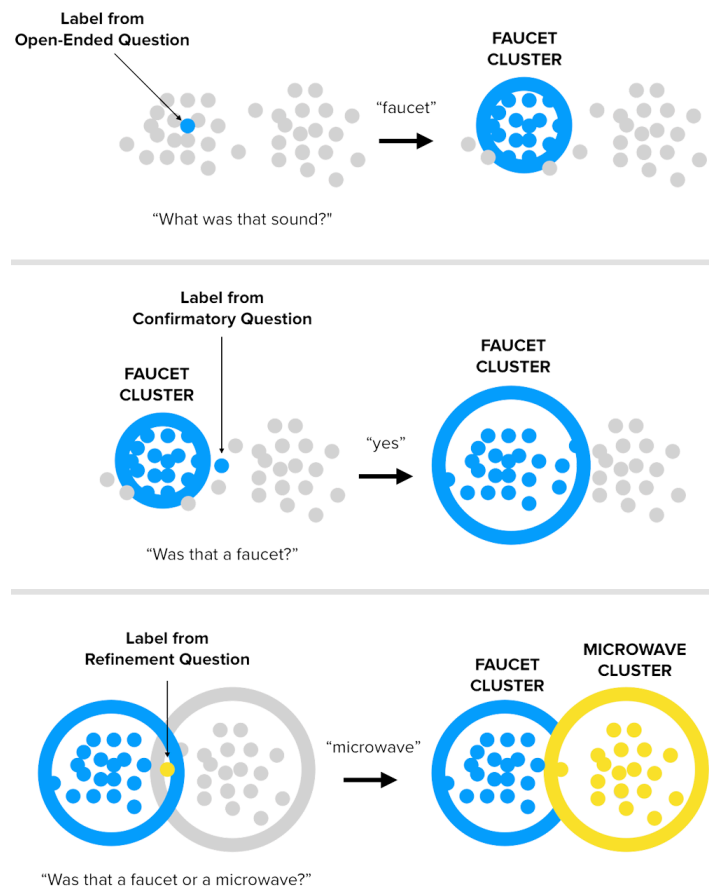 Label from
Open-Ended Question
FAUCET
CLUSTER
“faucet”
“What was that sound?"
Label from
Confirmatory Question
FAUCET
CLUSTER
FAUCET
CLUSTER
“yes”
“Was that a faucet?”
Label from
Refinement Question
FAUCET
CLUSTER
MICROWAVE
CLUSTER
“microwave”
“Was that a faucet or a microwave?”